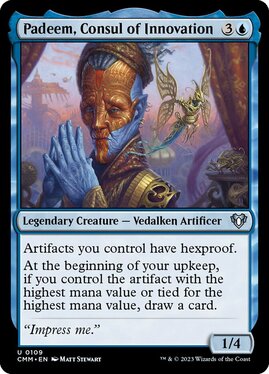 Padeem, Consul of Innovation 3
Legendary Creature — Vedalken Artificer
Artifacts you control have hexproof.
At the beginning of your upkeep,
if you control the artifact with the
highest mana value or tied for the
highest mana value, draw a card.
“Impress me.”
1/4
U 0109
CMM • EN MATT STEWART
™ & © 2023 Wizards of the Coast